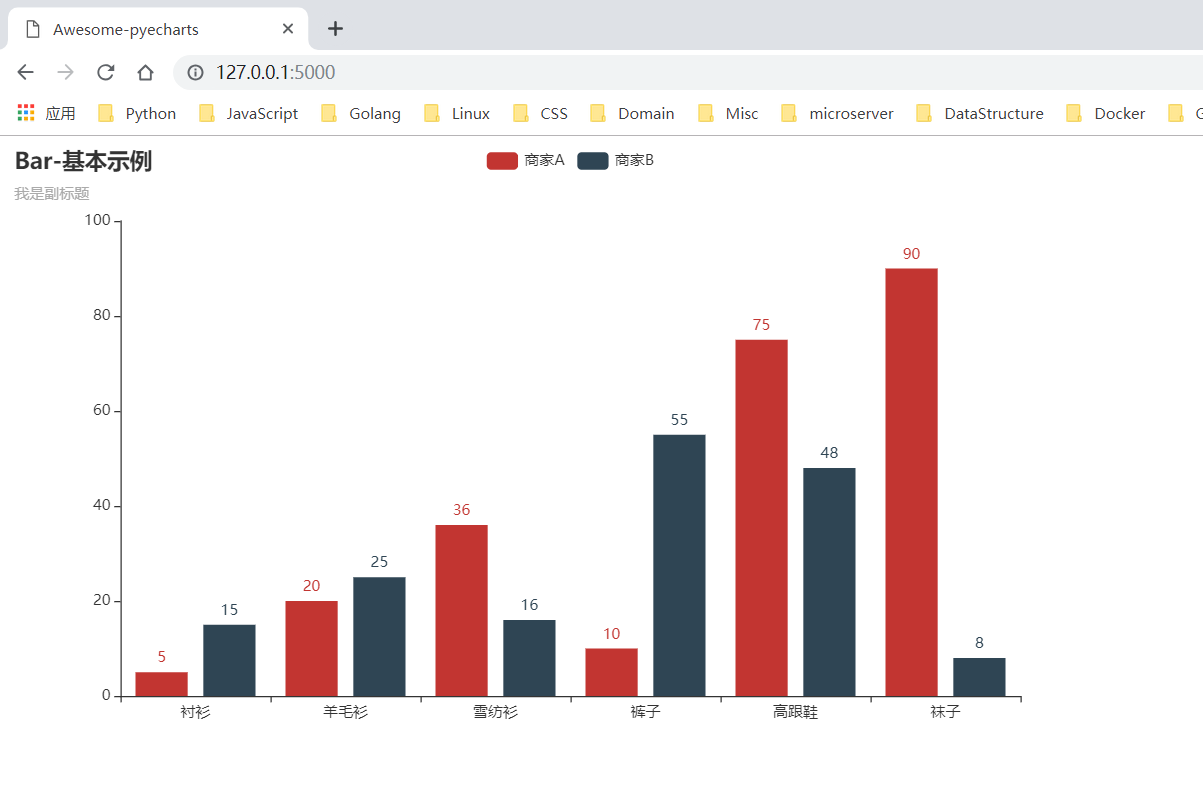 Awesome-pyecharts
127.0.0.1:5000
应用 Python JavaScript Golang Linux CSS Domain Misc microserver DataStructure Docker
Bar-基本示例
商家A 商家B
我是副标题
100
80
60
40
20
0
5 15 20 25 36 16 10 55 75 48 90 8
衬衫 羊毛衫 雪纺衫 裤子 高跟鞋 袜子